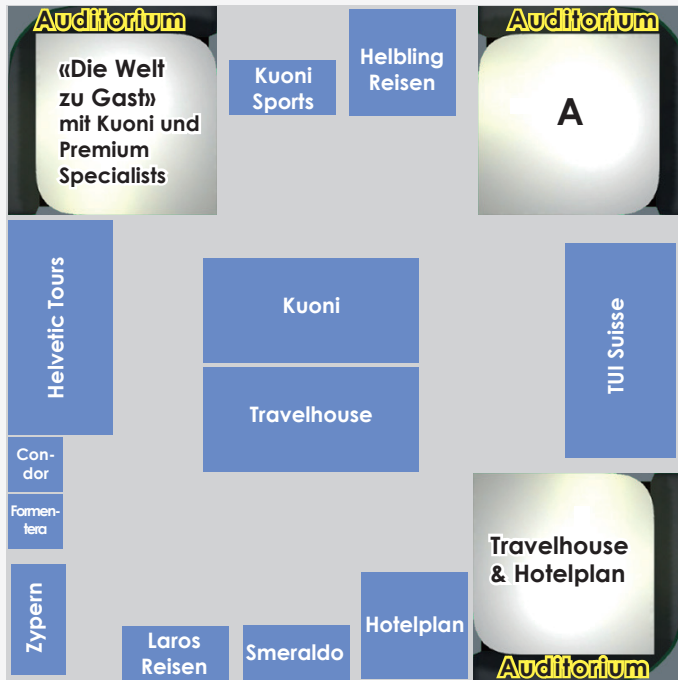 Auditorium
«Die Welt
zu Gast»
mit Kuoni und
Premium
Specialists
Kuoni
Sports
Helbling
Reisen
Auditorium
A
Helvetic Tours
Kuoni
TUI Suisse
Travelhouse
Con-
dor
Formen-
tera
Zypern
Laros
Reisen
Smeraldo
Hotelplan
Travelhouse
& Hotelplan
Auditorium